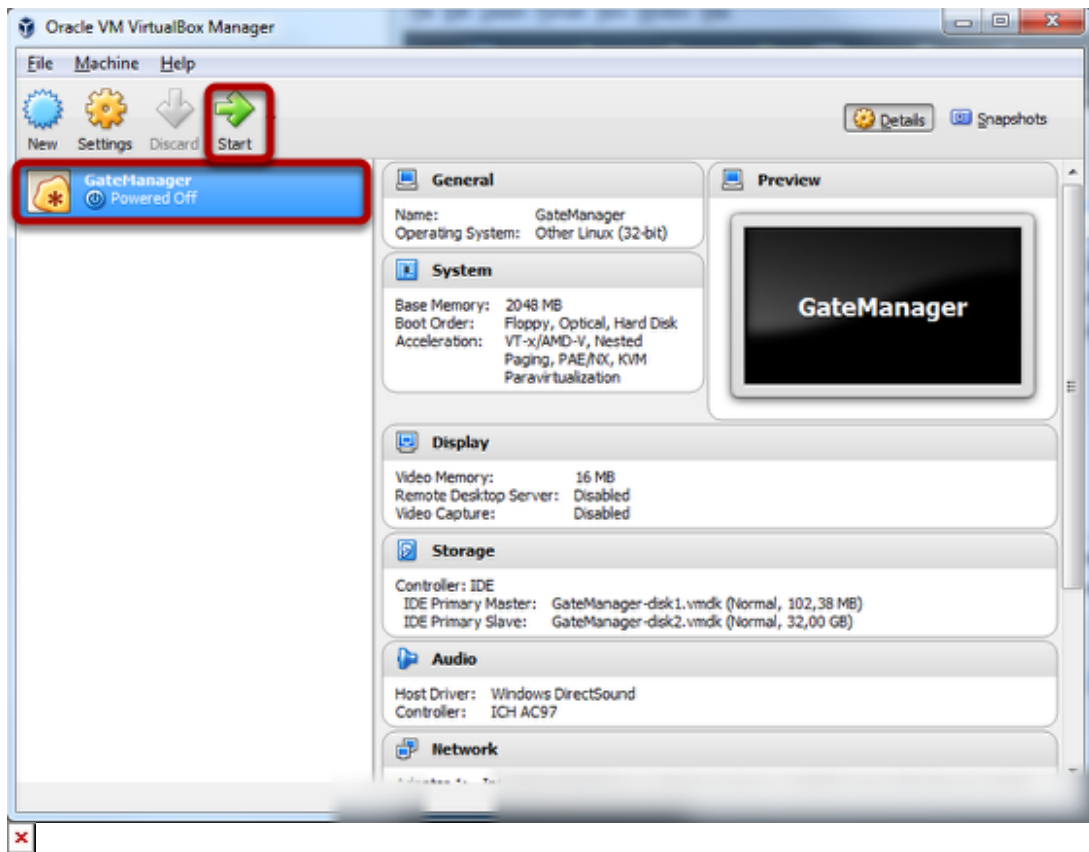 Oracle VM VirtualBox Manager
File Machine Help
New Settings Discard Start
Details Snapshots
GateManager
Powered Off
General
Name: GateManager
Operating System: Other Linux (32-bit)
System
Base Memory: 2048 MB
Boot Order: Floppy, Optical, Hard Disk
Acceleration: VT-x/AMD-V, Nested
Paging, PAE/NX, KVM
Paravirtualization
Preview
GateManager
Display
Video Memory: 16 MB
Remote Desktop Server: Disabled
Video Capture: Disabled
Storage
Controller: IDE
IDE Primary Master: GateManager-disk1.vmdk (Normal, 102,38 MB)
IDE Primary Slave: GateManager-disk2.vmdk (Normal, 32,00 GB)
Audio
Host Driver: Windows DirectSound
Controller: ICH AC97
Network